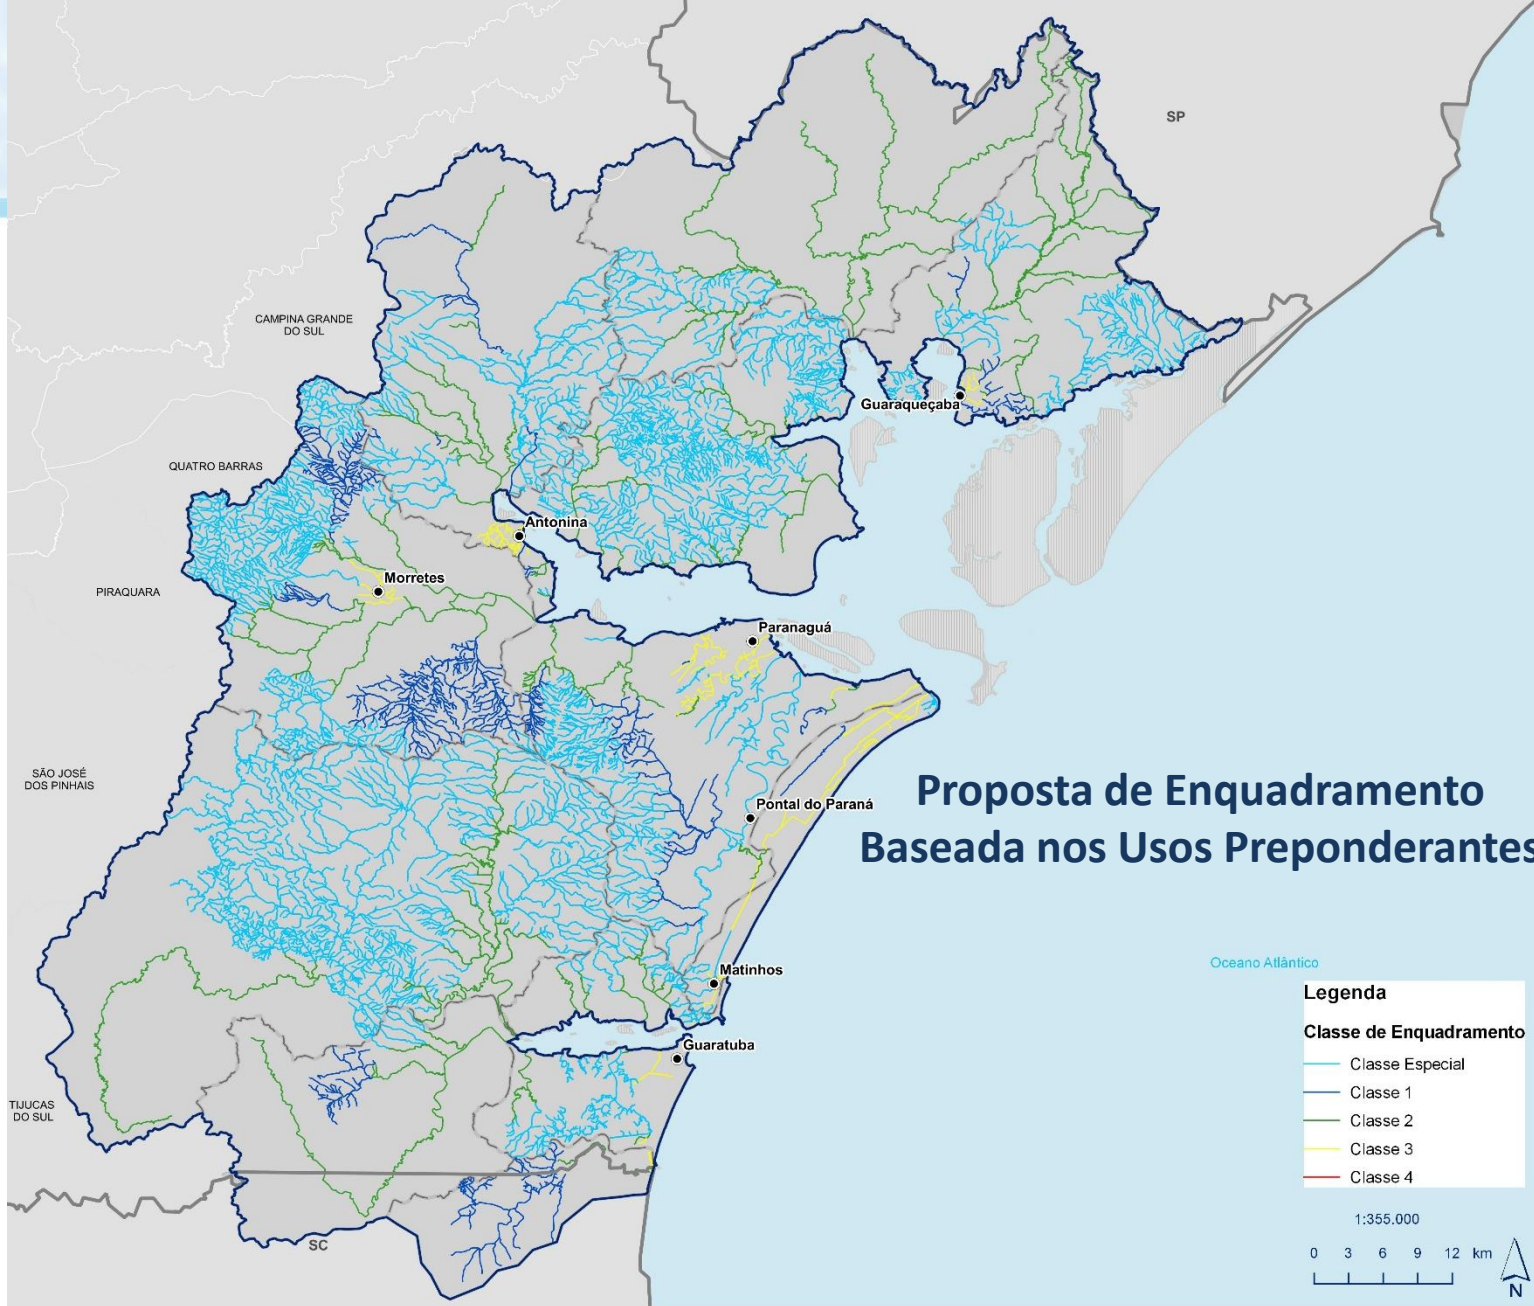 SP
CAMPINA GRANDE
DO SUL
Guaraqueçaba
QUATRO BARRAS
Antonina
Morretes
PIRAQUARA
Paranaguá
SÃO JOSÉ
DOS PINHAIS
Pontal do Paraná
Proposta de Enquadramento
Baseada nos Usos Preponderantes
Matinhos
Oceano Atlântico
Guaratuba
TIJUCAS
DO SUL
SC
Legenda
Classe de Enquadramento
Classe Especial
Classe 1
Classe 2
Classe 3
Classe 4
1:355.000
0 3 6 9 12 km
N